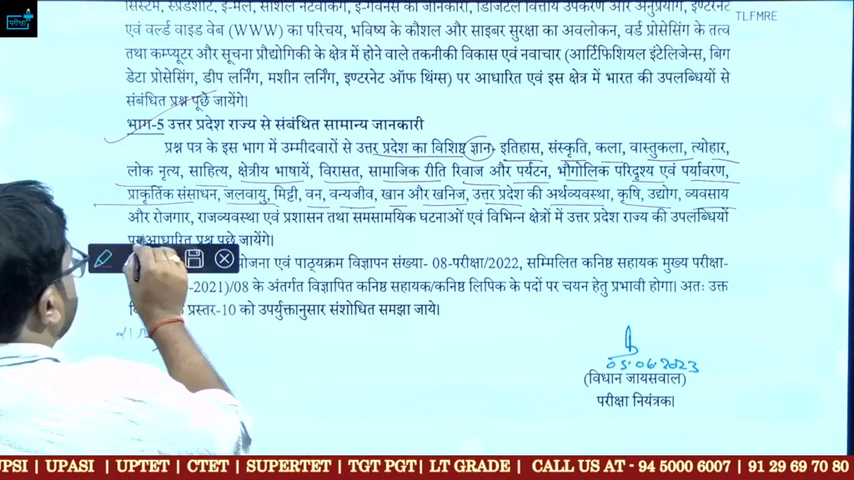 परीक्षा
TLFMRE
सिस्टम, स्प्रेडशीट, ई-मेल, सोशल नेटवर्किंग, ई-गवर्नेन्स की जानकारी, डिजिटल वित्तीय उपकरण और अनुप्रयोग, इण्टरनेट
एवं वर्ल्ड वाइड वेब (WWW) का परिचय, भविष्य के कौशल और साइबर सुरक्षा का अवलोकन, वर्ड प्रोसेसिंग के तत्व
तथा कम्प्यूटर और सूचना प्रौद्योगिकी के क्षेत्र में होने वाले तकनीकी विकास एवं नवाचार (आर्टिफिशियल इंटेलिजेन्स, बिग
डेटा प्रोसेसिंग, डीप लर्निंग, मशीन लर्निंग, इण्टरनेट ऑफ थिंग्स) पर आधारित एवं इस क्षेत्र में भारत की उपलब्धियों से
संबंधित प्रश्न पूछे जायेंगे।
भाग-5 उत्तर प्रदेश राज्य से संबंधित सामान्य जानकारी
प्रश्न पत्र के इस भाग में उम्मीदवारों से उत्तर प्रदेश का विशिष्ट ज्ञान- इतिहास, संस्कृति, कला, वास्तुकला, त्योहार,
लोक नृत्य, साहित्य, क्षेत्रीय भाषायें, विरासत, सामाजिक रीति रिवाज और पर्यटन, भौगोलिक परिदृश्य एवं पर्यावरण,
प्राकृतिक संसाधन, जलवायु, मिट्टी, वन, वन्यजीव, खान और खनिज, उत्तर प्रदेश की अर्थव्यवस्था, कृषि, उद्योग, व्यवसाय
और रोजगार, राजव्यवस्था एवं प्रशासन तथा समसामयिक घटनाओं एवं विभिन्न क्षेत्रों में उत्तर प्रदेश राज्य की उपलब्धियों
पर आधारित प्रश्न पूछे जायेंगे।
योजना एवं पाठ्यक्रम विज्ञापन संख्या- 08-परीक्षा/2022, सम्मिलित कनिष्ठ सहायक मुख्य परीक्षा-
-2021)/08 के अंतर्गत विज्ञापित कनिष्ठ सहायक/कनिष्ठ लिपिक के पदों पर चयन हेतु प्रभावी होगा। अतः उक्त
प्रस्तर-10 को उपर्युक्तानुसार संशोधित समझा जाये।
05.06.2023
(विधान जायसवाल)
परीक्षा नियंत्रक।
UPSI | UPASI | UPTET | CTET | SUPERTET | TGT PGT | LT GRADE | CALL US AT - 94 5000 6007 | 91 29 69 70 80